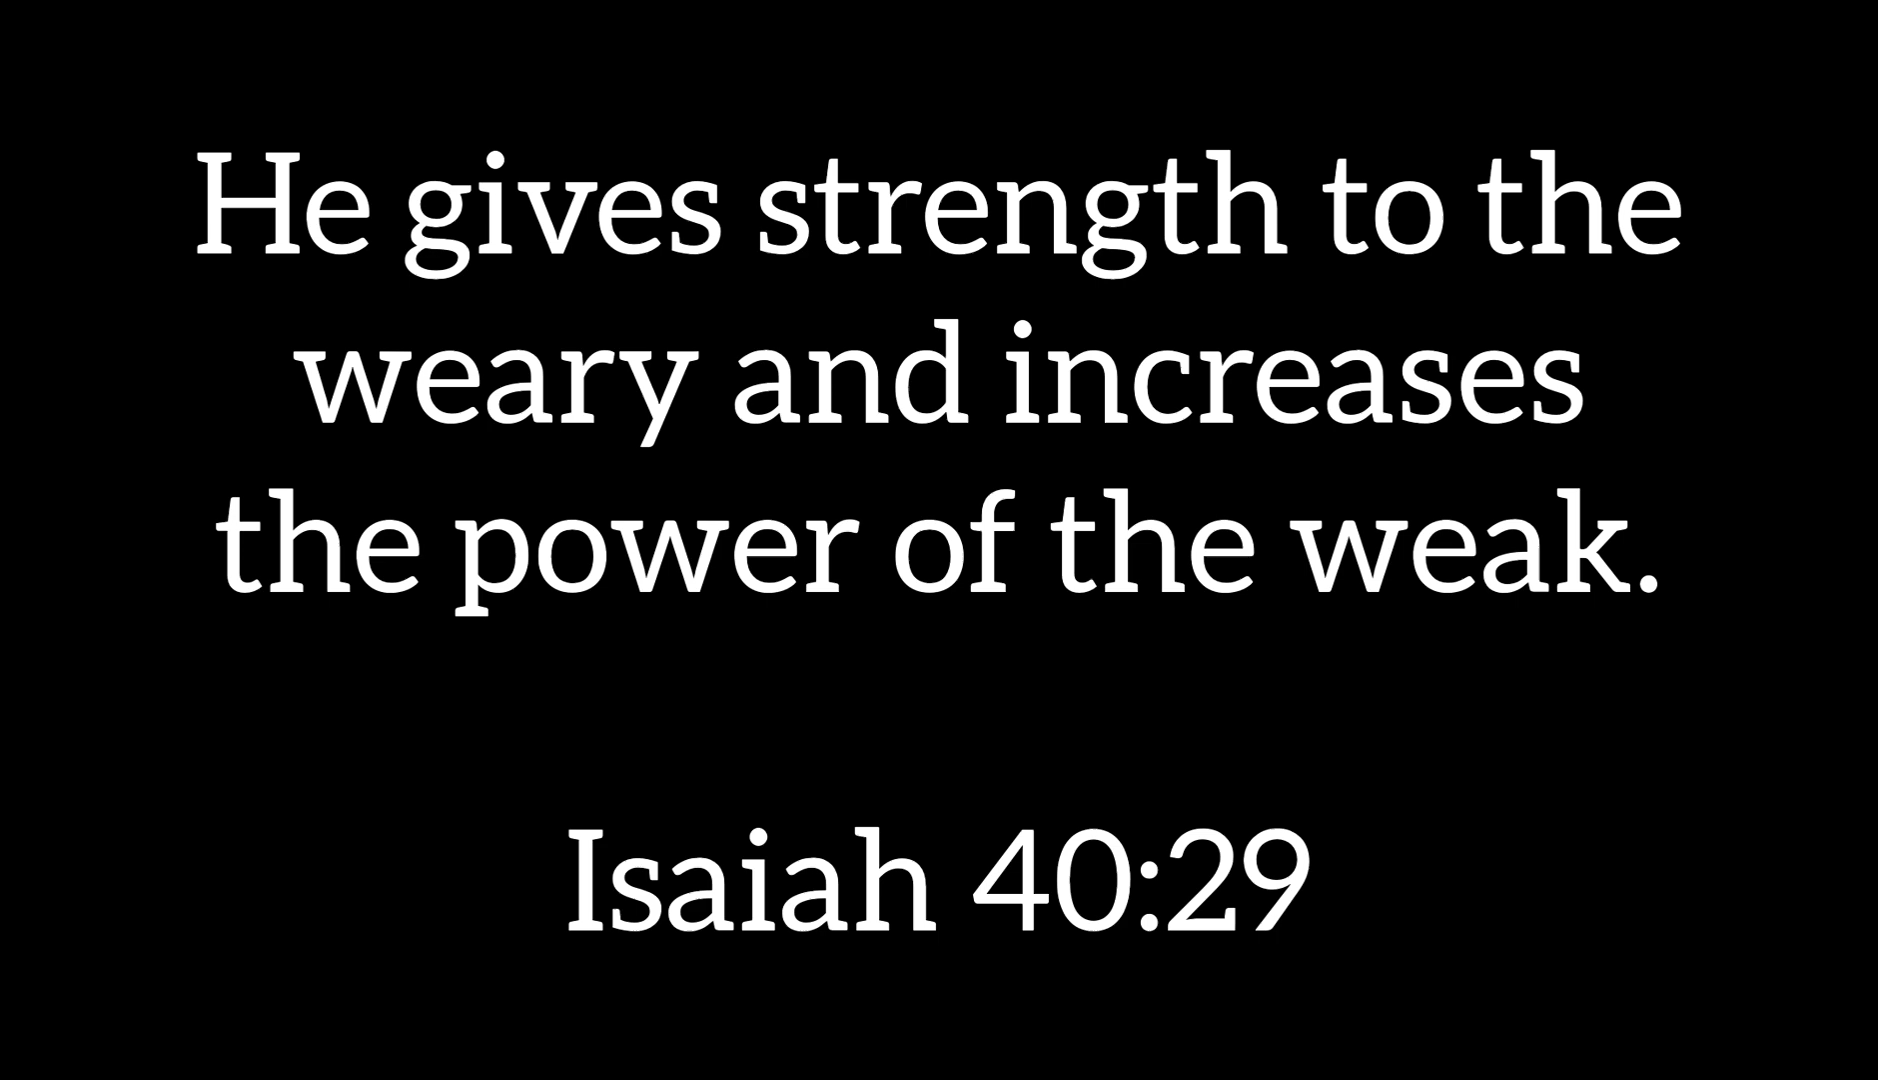 He gives strength to the
weary and increases
the power of the weak.
Isaiah 40:29